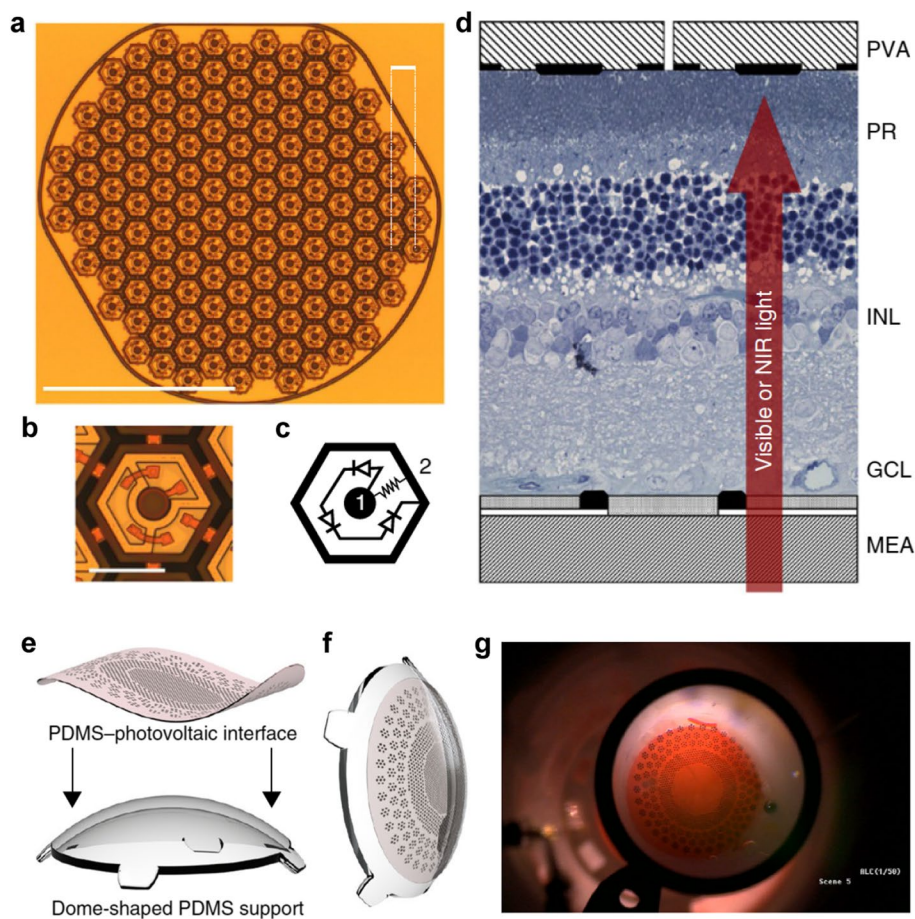 a
d
PVA
PR
INL
GCL
MEA
Visible or NIR light
b
c
1
2
e
PDMS–photovoltaic interface
Dome-shaped PDMS support
f
g
ALC(1/50)
Scene 5